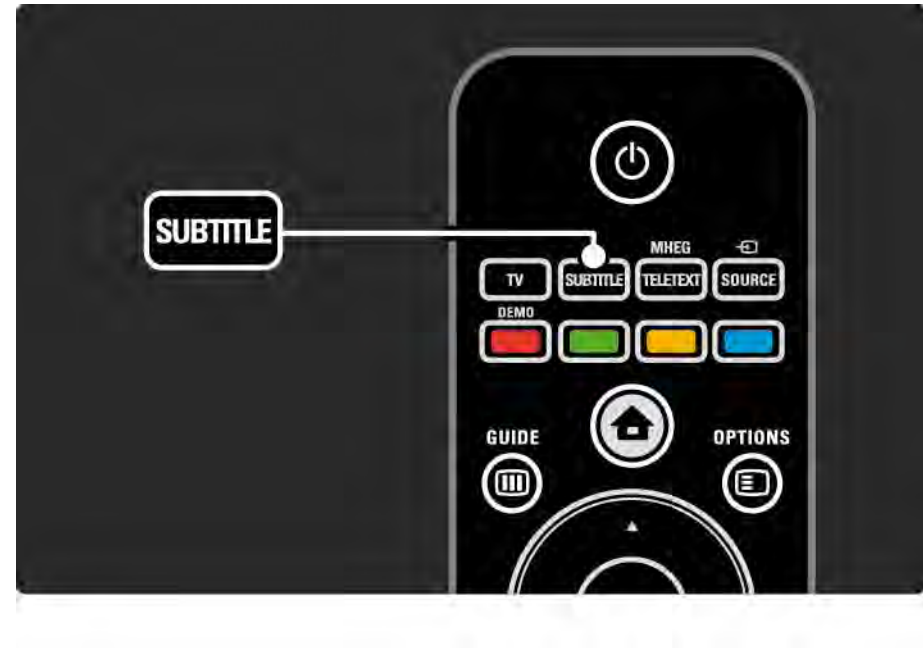 SUBTITLE
MHEG
TV SUBTITLE TELETEXT SOURCE
DEMO
GUIDE OPTIONS